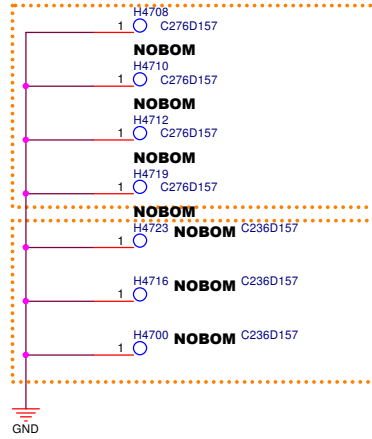 H4708
1 C276D157
NOBOM
H4710
1 C276D157
NOBOM
H4712
1 C276D157
NOBOM
H4719
1 C276D157
NOBOM
H4723 NOBOM C236D157
1
H4716 NOBOM C236D157
1
H4700 NOBOM C236D157
1
GND